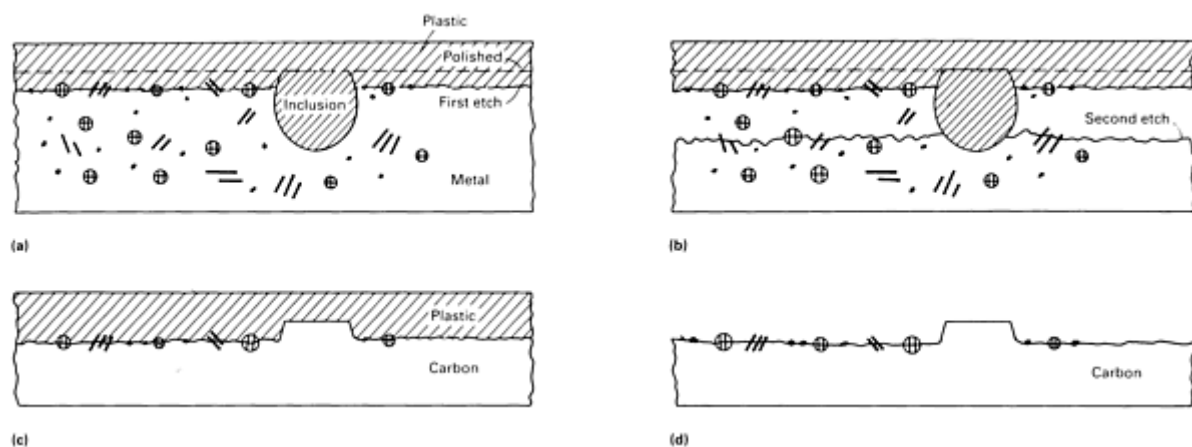 Plastic
Polished
Inclusion
First etch
Metal
(a)
Second etch
(b)
Plastic
Carbon
(c)
Carbon
(d)